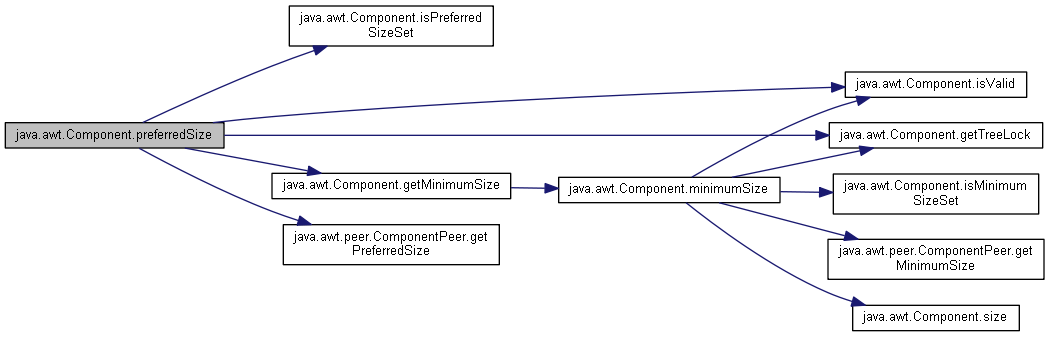 java.awt.Component.isPreferred
SizeSet
java.awt.Component.isValid
java.awt.Component.preferredSize
java.awt.Component.getTreeLock
java.awt.Component.getMinimumSize
java.awt.Component.minimumSize
java.awt.Component.isMinimum
SizeSet
java.awt.peer.ComponentPeer.get
PreferredSize
java.awt.peer.ComponentPeer.get
MinimumSize
java.awt.Component.size